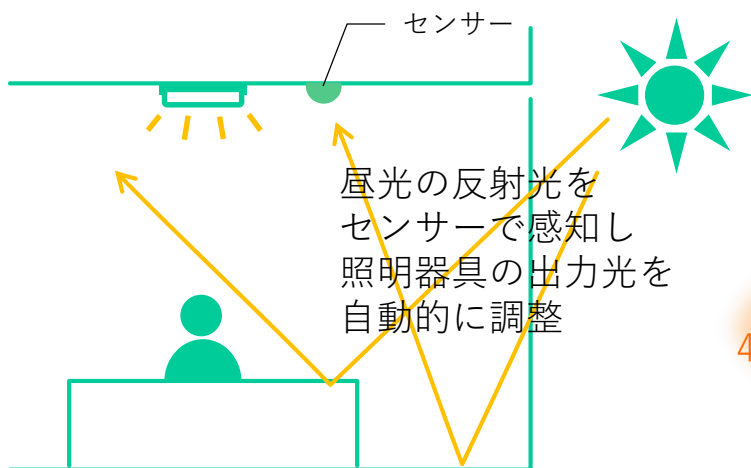 センサー
昼光の反射光を
センサーで感知し
照明器具の出力光を
自動的に調整
4